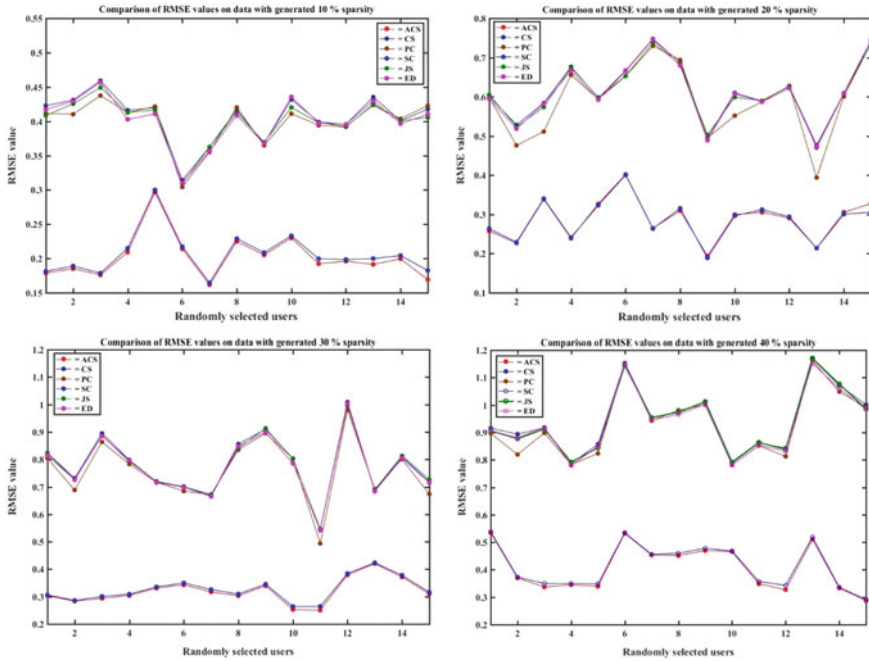 Comparison of RMSE values on data with generated 10 % sparsity
0.55
0.5
0.45
0.4
0.35
0.3
0.25
0.2
0.15
RMSE value
= ACS
= CS
= PC
= SC
= JS
= ED
2 4 6 8 10 12 14
Randomly selected users
Comparison of RMSE values on data with generated 20 % sparsity
0.8
0.7
0.6
0.5
0.4
0.3
0.2
0.1
RMSE value
= ACS
= CS
= PC
= SC
= JS
= ED
2 4 6 8 10 12 14
Randomly selected users
Comparison of RMSE values on data with generated 30 % sparsity
1.2
1.1
1
0.9
0.8
0.7
0.6
0.5
0.4
0.3
0.2
RMSE value
= ACS
= CS
= PC
= SC
= JS
= ED
2 4 6 8 10 12 14
Randomly selected users
Comparison of RMSE values on data with generated 40 % sparsity
1.2
1.1
1
0.9
0.8
0.7
0.6
0.5
0.4
0.3
0.2
RMSE value
= ACS
= CS
= PC
= SC
= JS
= ED
2 4 6 8 10 12 14
Randomly selected users